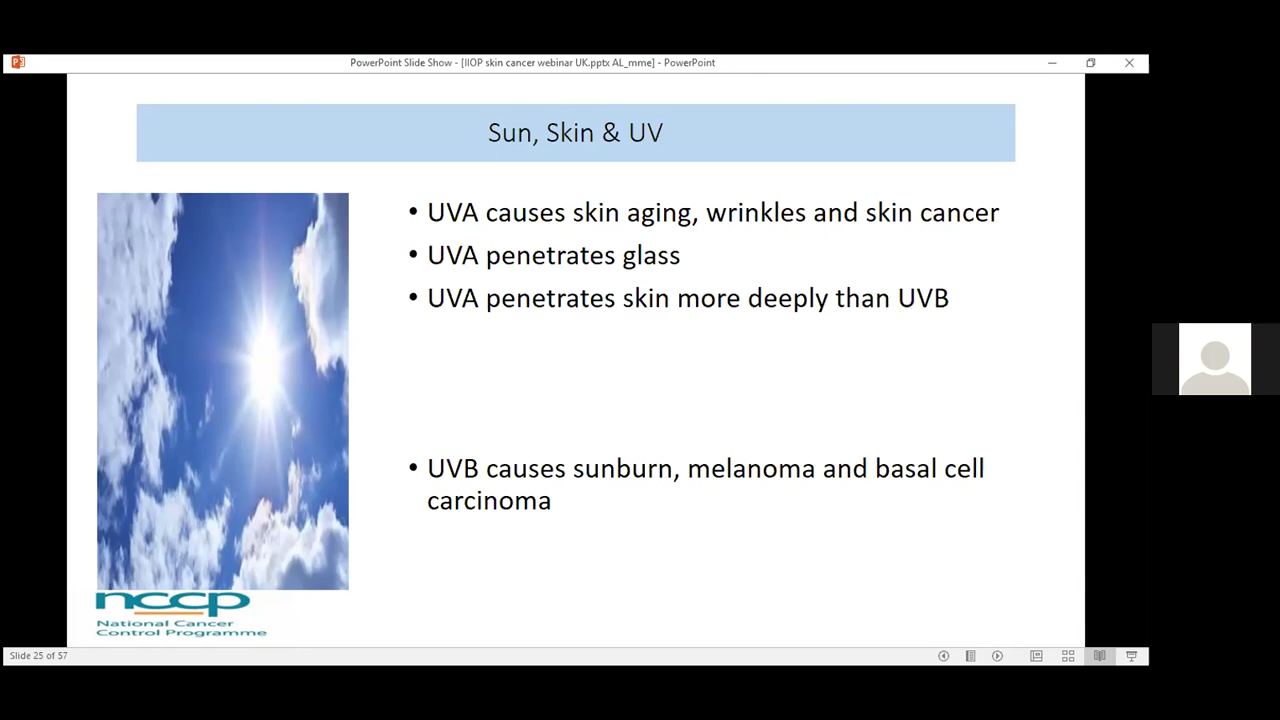 PowerPoint Slide Show - [IIOP skin cancer webinar UK.pptx AL_mme] - PowerPoint
Sun, Skin & UV
• UVA causes skin aging, wrinkles and skin cancer
• UVA penetrates glass
• UVA penetrates skin more deeply than UVB
• UVB causes sunburn, melanoma and basal cell
carcinoma
nccp
National Cancer
Control Programme
Slide 25 of 57